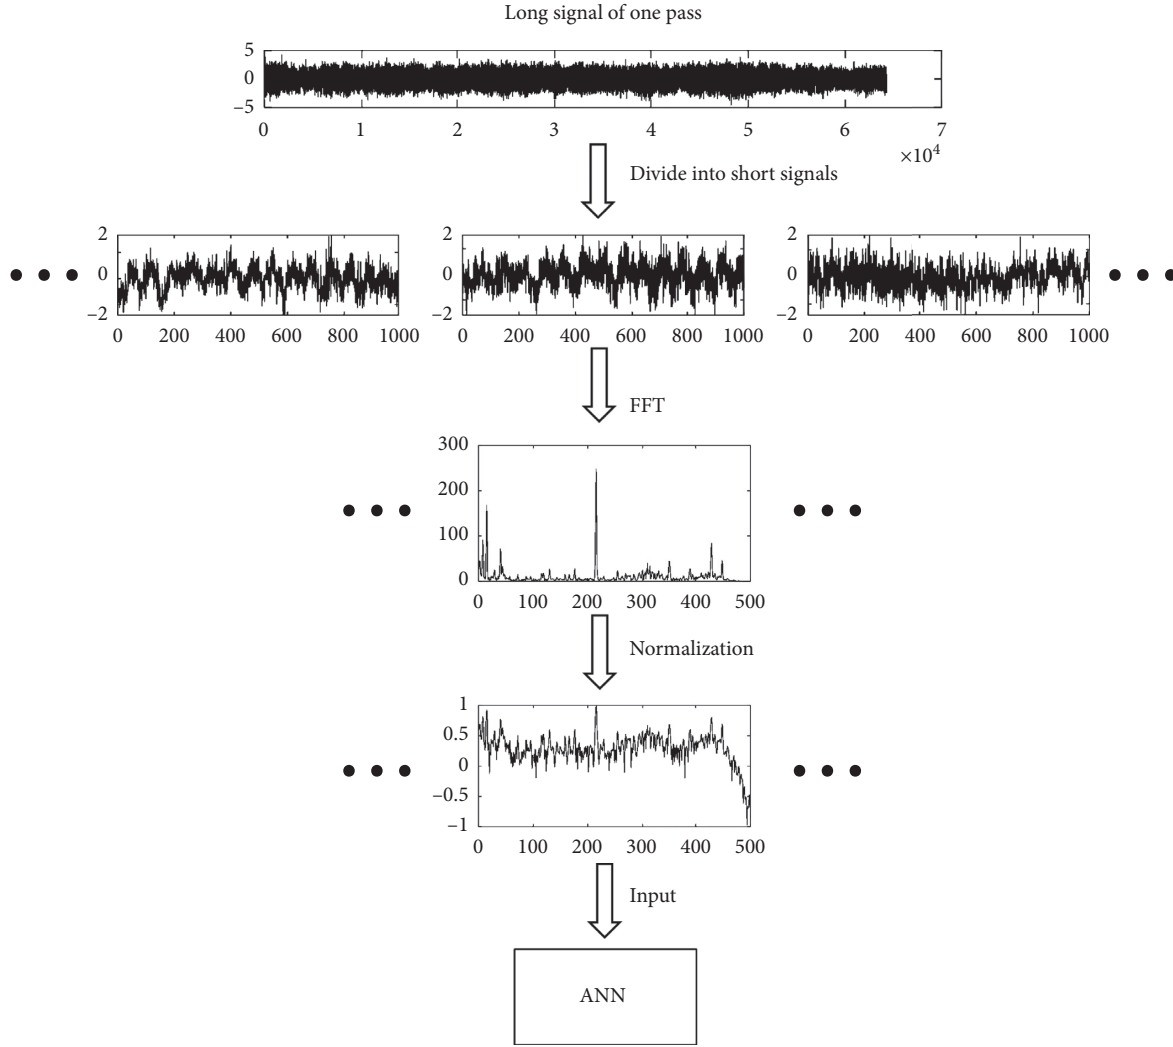 Long signal of one pass
5
0
−5
0 1 2 3 4 5 6 7
×10⁴
Divide into short signals
2
0
−2
0 200 400 600 800 1000
2
0
−2
0 200 400 600 800 1000
2
0
−2
0 200 400 600 800 1000
FFT
300
200
100
0
0 100 200 300 400 500
Normalization
1
0.5
0
−0.5
−1
0 100 200 300 400 500
Input
ANN